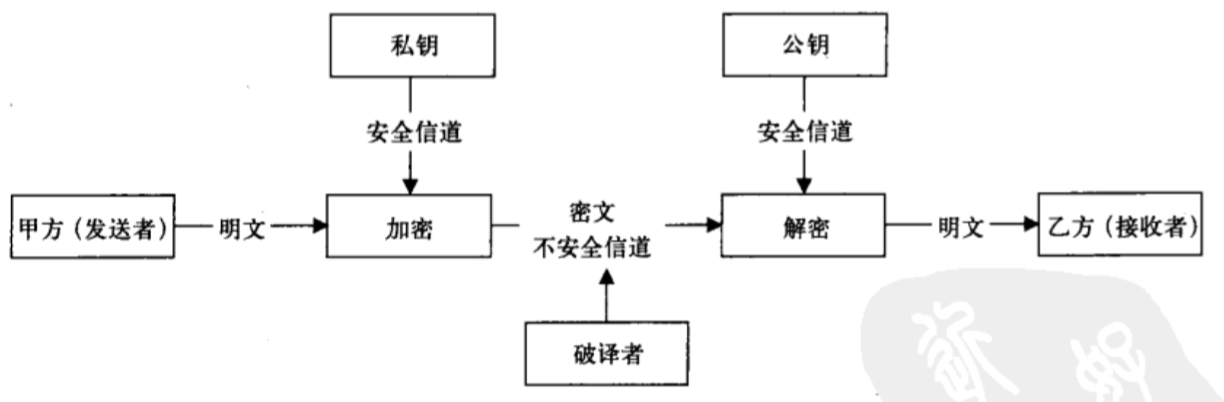 私钥
公钥
安全信道
安全信道
甲方（发送者）
明文
加密
密文
不安全信道
解密
明文
乙方（接收者）
破译者